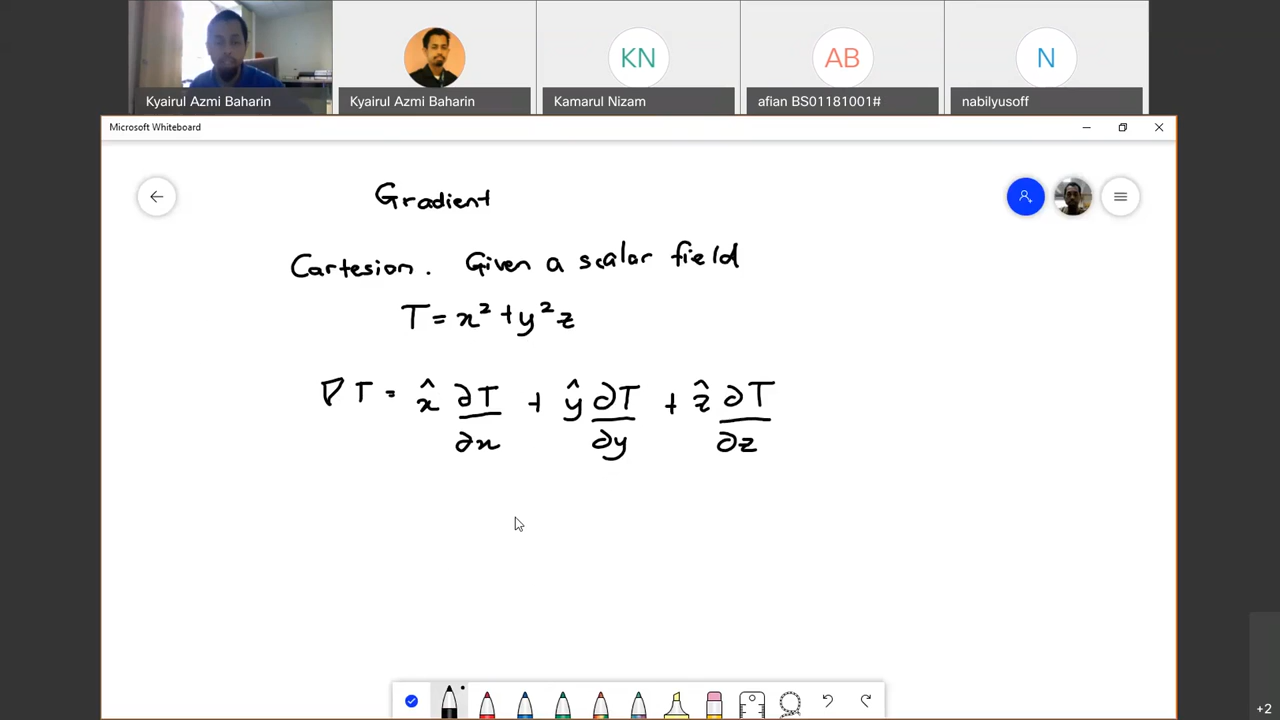 Kyairul Azmi Baharin
Kyairul Azmi Baharin
KN
Kamarul Nizam
AB
afian BS01181001#
N
nabilyusoff
Microsoft Whiteboard
Gradient
Cartesion. Given a scalar field
T = x² + y²z
∇T = x̂ ∂T/∂x + ŷ ∂T/∂y + ẑ ∂T/∂z
+2